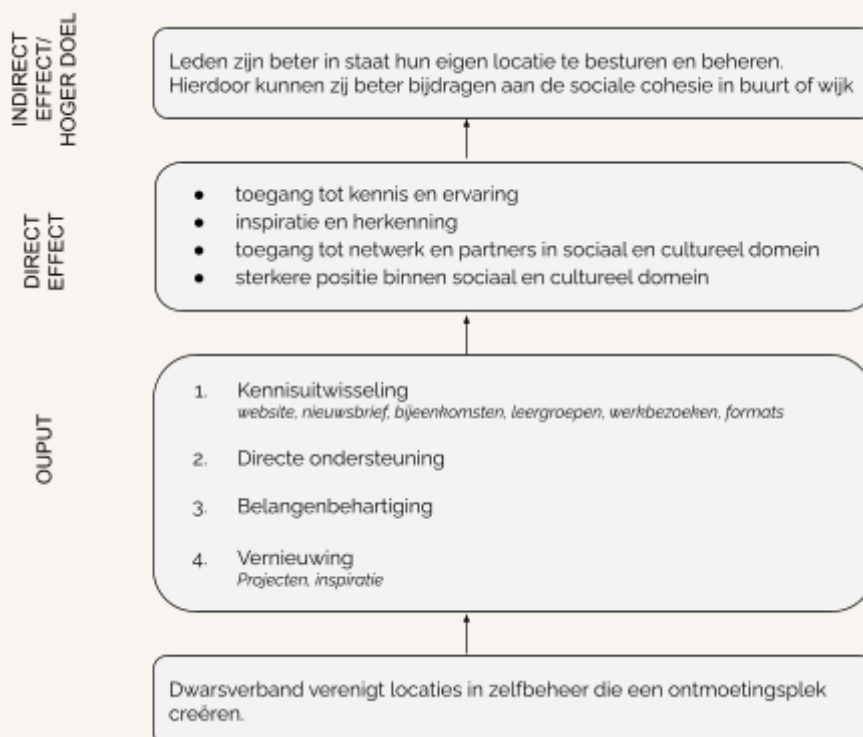 INDIRECT
EFFECT/
HOGER DOEL
Leden zijn beter in staat hun eigen locatie te besturen en beheren.
Hierdoor kunnen zij beter bijdragen aan de sociale cohesie in buurt of wijk
DIRECT
EFFECT
● toegang tot kennis en ervaring
● inspiratie en herkenning
● toegang tot netwerk en partners in sociaal en cultureel domein
● sterkere positie binnen sociaal en cultureel domein
OUPUT
1. Kennisuitwisseling
website, nieuwsbrief, bijeenkomsten, leergroepen, werkbezoeken, formats
2. Directe ondersteuning
3. Belangenbehartiging
4. Vernieuwing
Projecten, inspiratie
Dwarsverband verenigt locaties in zelfbeheer die een ontmoetingsplek
creëren.